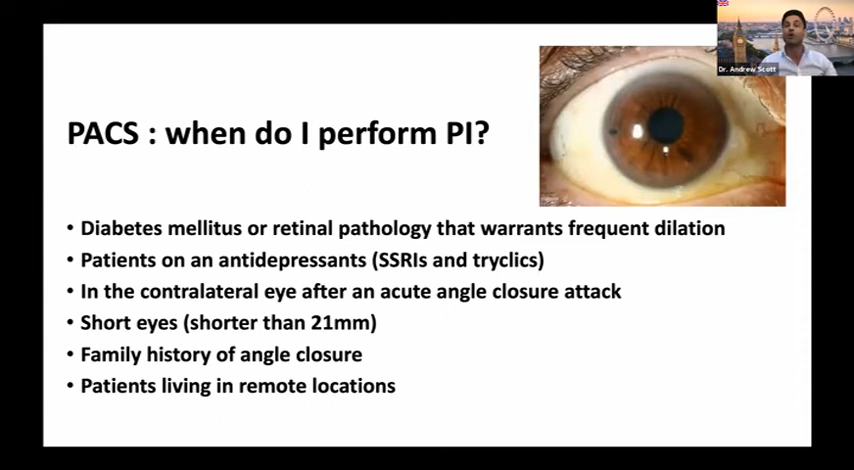 Dr. Andrew Scott
PACS : when do I perform PI?
• Diabetes mellitus or retinal pathology that warrants frequent dilation
• Patients on an antidepressants (SSRIs and tryclics)
• In the contralateral eye after an acute angle closure attack
• Short eyes (shorter than 21mm)
• Family history of angle closure
• Patients living in remote locations